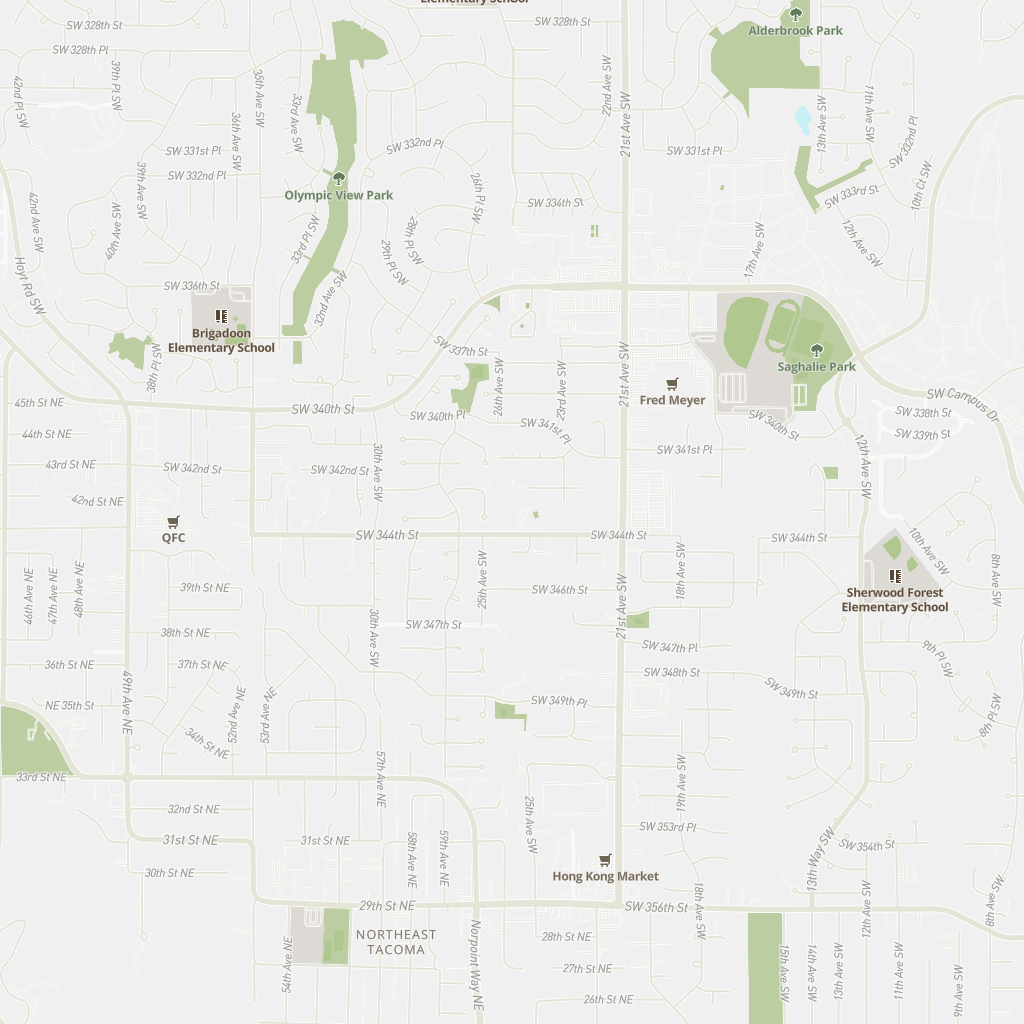 Elementary School
SW 328th St
SW 328th St
Alderbrook Park
SW 328th Pl
39th Pl SW
42nd Pl SW
35th Ave SW
33rd Ave SW
36th Ave SW
22nd Ave SW
21st Ave SW
13th Ave SW
11th Ave SW
SW 332nd Pl
SW 331st Pl
SW 332nd Pl
SW 331st Pl
SW 332nd Pl
39th Ave SW
Olympic View Park
26th Pl SW
SW 334th St
SW 333rd St
10th Ct SW
42nd Ave SW
40th Ave SW
33rd Pl SW
28th Pl SW
29th Pl SW
17th Ave SW
12th Ave SW
Hoyt Rd SW
SW 336th St
32nd Ave SW
Brigadoon
Elementary School
SW 337th St
38th Pl SW
26th Ave SW
23rd Ave SW
21st Ave SW
Fred Meyer
Saghalie Park
SW Campus Dr
45th St NE
SW 340th St
SW 340th Pl
SW 341st Pl
SW 340th St
SW 338th St
SW 339th St
44th St NE
43rd St NE
SW 342nd St
SW 342nd St
30th Ave SW
SW 341st Pl
12th Ave SW
42nd St NE
QFC
SW 344th St
SW 344th St
SW 344th St
10th Ave SW
46th Ave NE
47th Ave NE
48th Ave NE
39th St NE
25th Ave SW
SW 346th St
21st Ave SW
18th Ave SW
8th Ave SW
Sherwood Forest
Elementary School
30th Ave SW
SW 347th St
38th St NE
SW 347th Pl
9th Pl SW
36th St NE
37th St NE
SW 348th St
SW 349th St
49th Ave NE
NE 35th St
52nd Ave NE
53rd Ave NE
SW 349th Pl
8th Pl SW
34th St NE
57th Ave NE
19th Ave SW
33rd St NE
32nd St NE
25th Ave SW
SW 353rd Pl
31st St NE
31st St NE
58th Ave NE
59th Ave NE
13th Way SW
SW 354th St
30th St NE
Hong Kong Market
18th Ave SW
8th Ave SW
29th St NE
SW 356th St
12th Ave SW
NORTHEAST
TACOMA
Norpoint Way NE
28th St NE
54th Ave NE
27th St NE
15th Ave SW
14th Ave SW
13th Ave SW
11th Ave SW
9th Ave SW
26th St NE